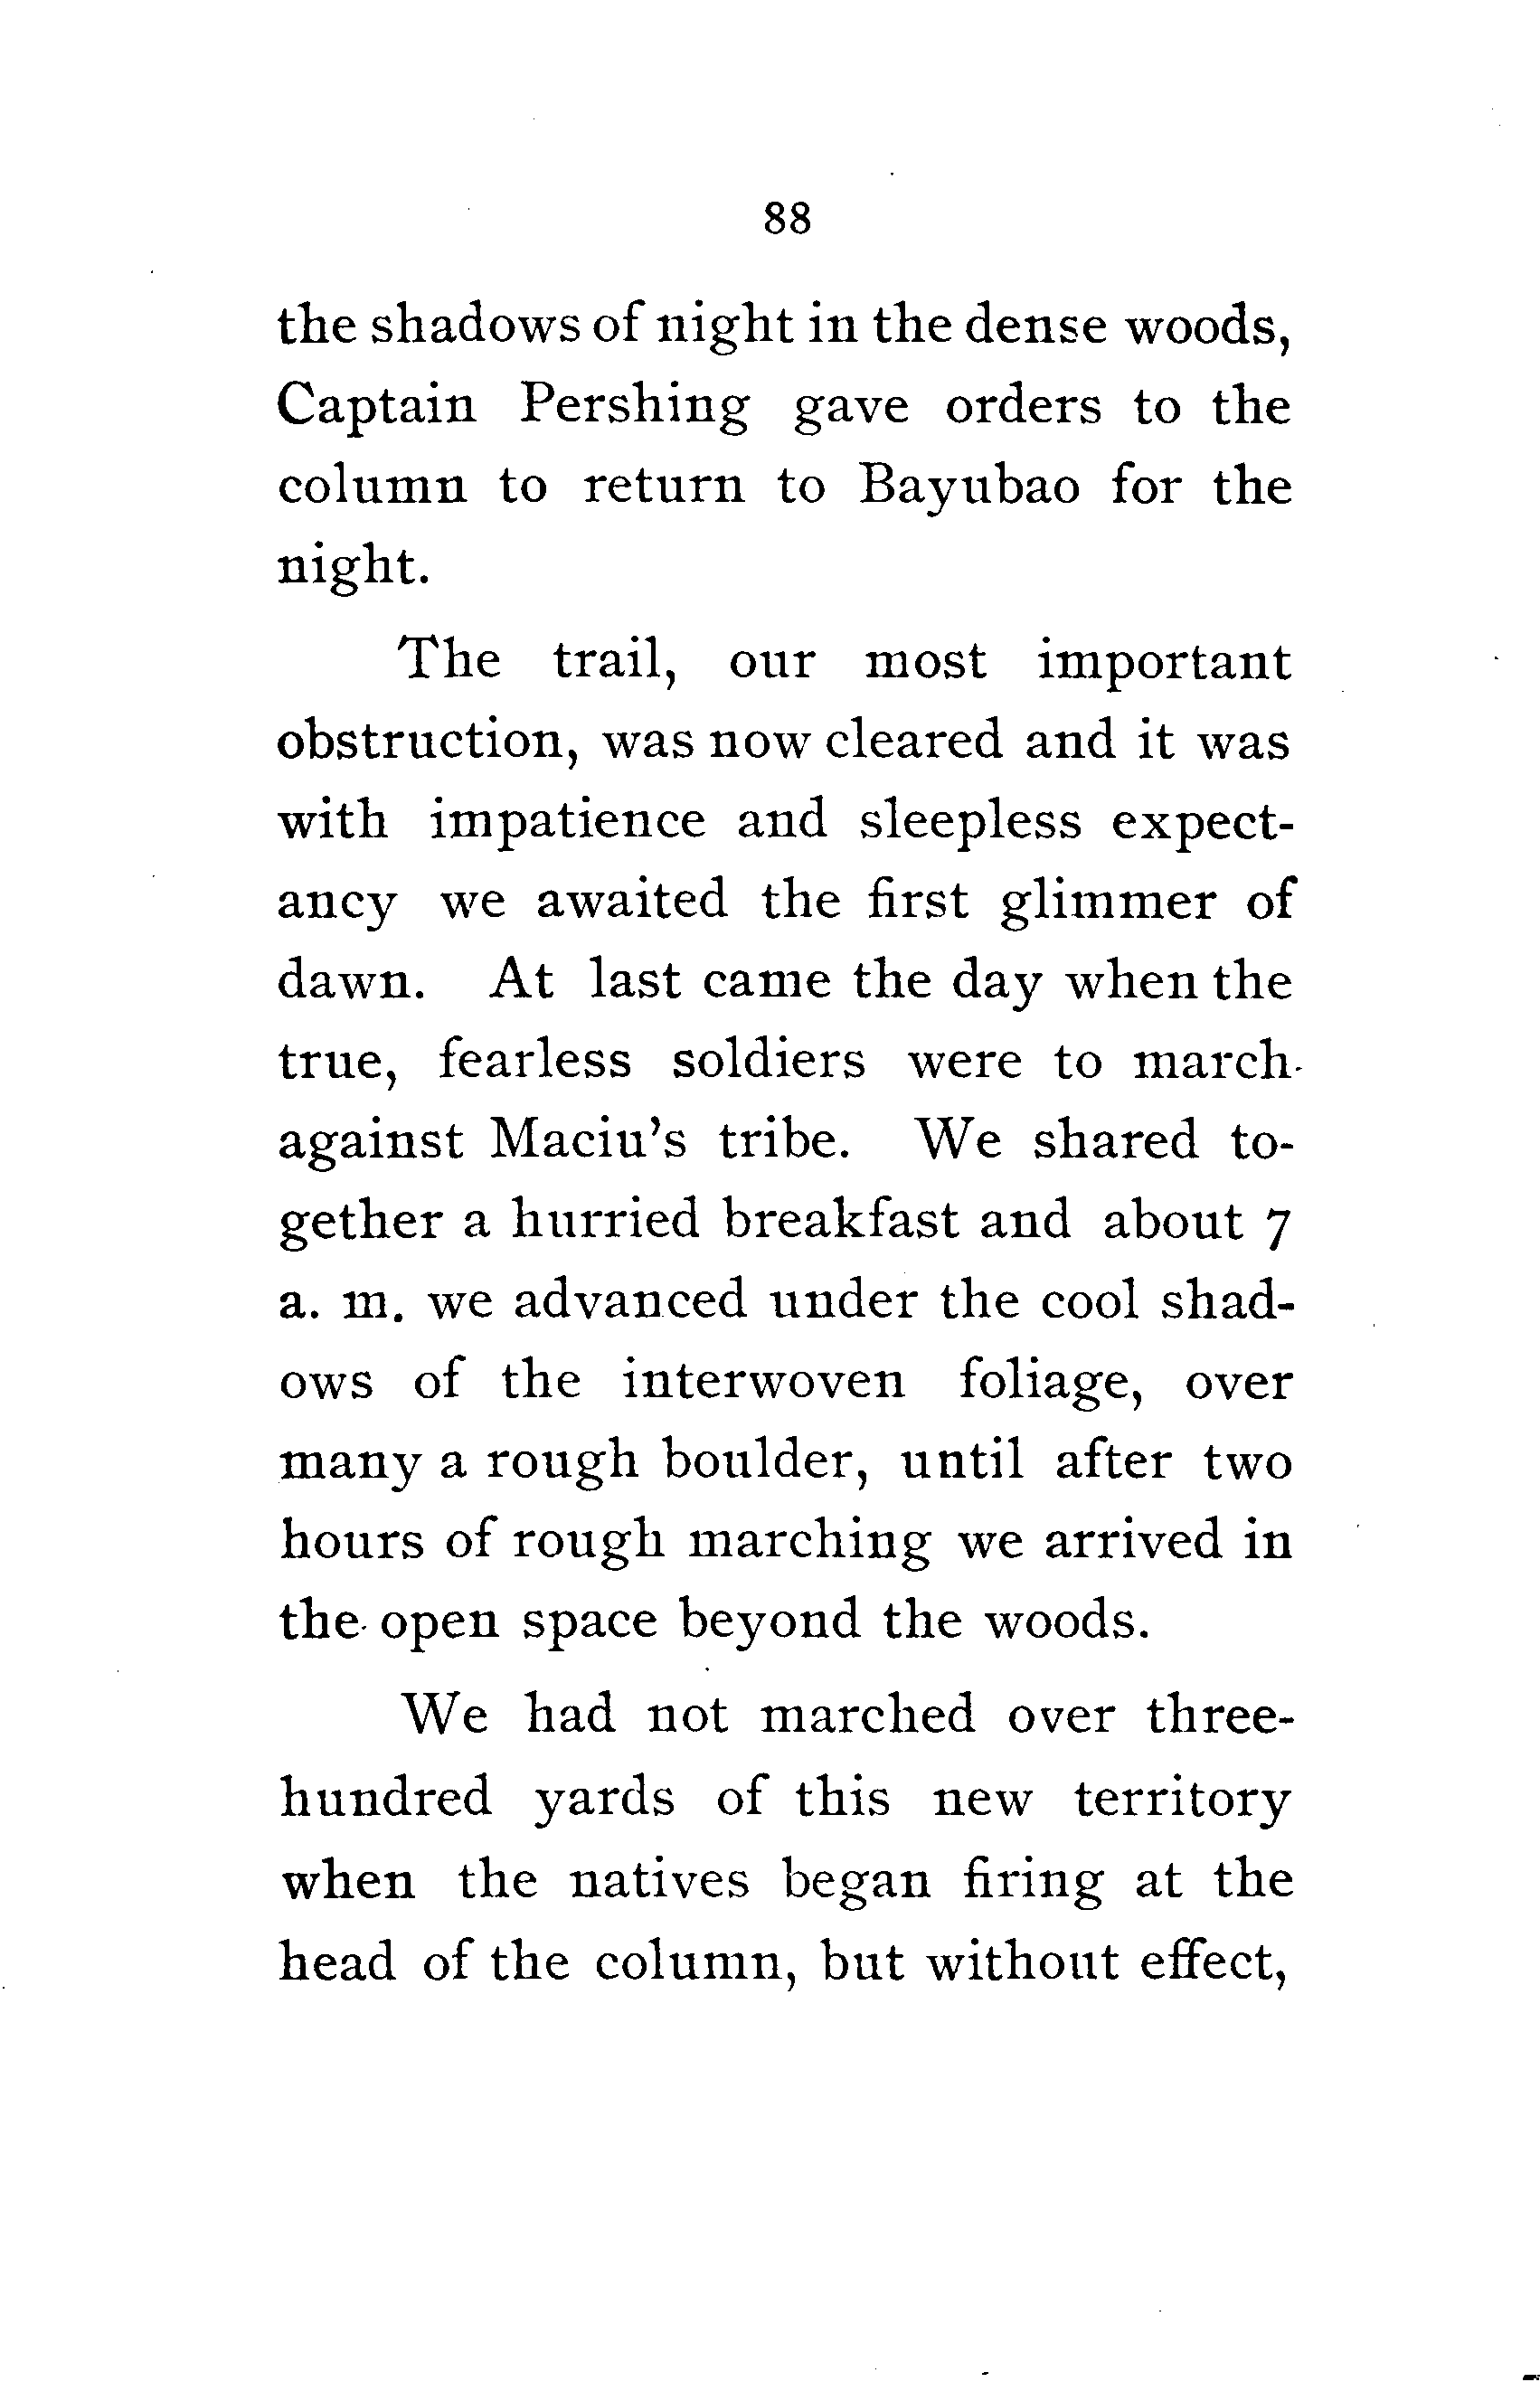 88
the shadows of night in the dense woods,
Captain Pershing gave orders to the
column to return to Bayubao for the
night.
The trail, our most important
obstruction, was now cleared and it was
with impatience and sleepless expect-
ancy we awaited the first glimmer of
dawn. At last came the day when the
true, fearless soldiers were to march
against Maciu's tribe. We shared to-
gether a hurried breakfast and about 7
a. m. we advanced under the cool shad-
ows of the interwoven foliage, over
many a rough boulder, until after two
hours of rough marching we arrived in
the open space beyond the woods.
We had not marched over three-
hundred yards of this new territory
when the natives began firing at the
head of the column, but without effect,